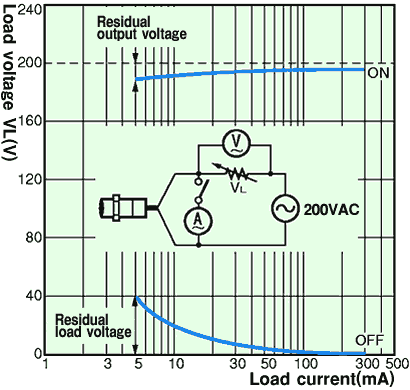 Load voltage VL(V)
240
200
160
120
80
40
0
Residual
output voltage
ON
V
VL
A
200VAC
Residual
load voltage
OFF
1
3
5
10
30
50
100
300
500
Load current(mA)